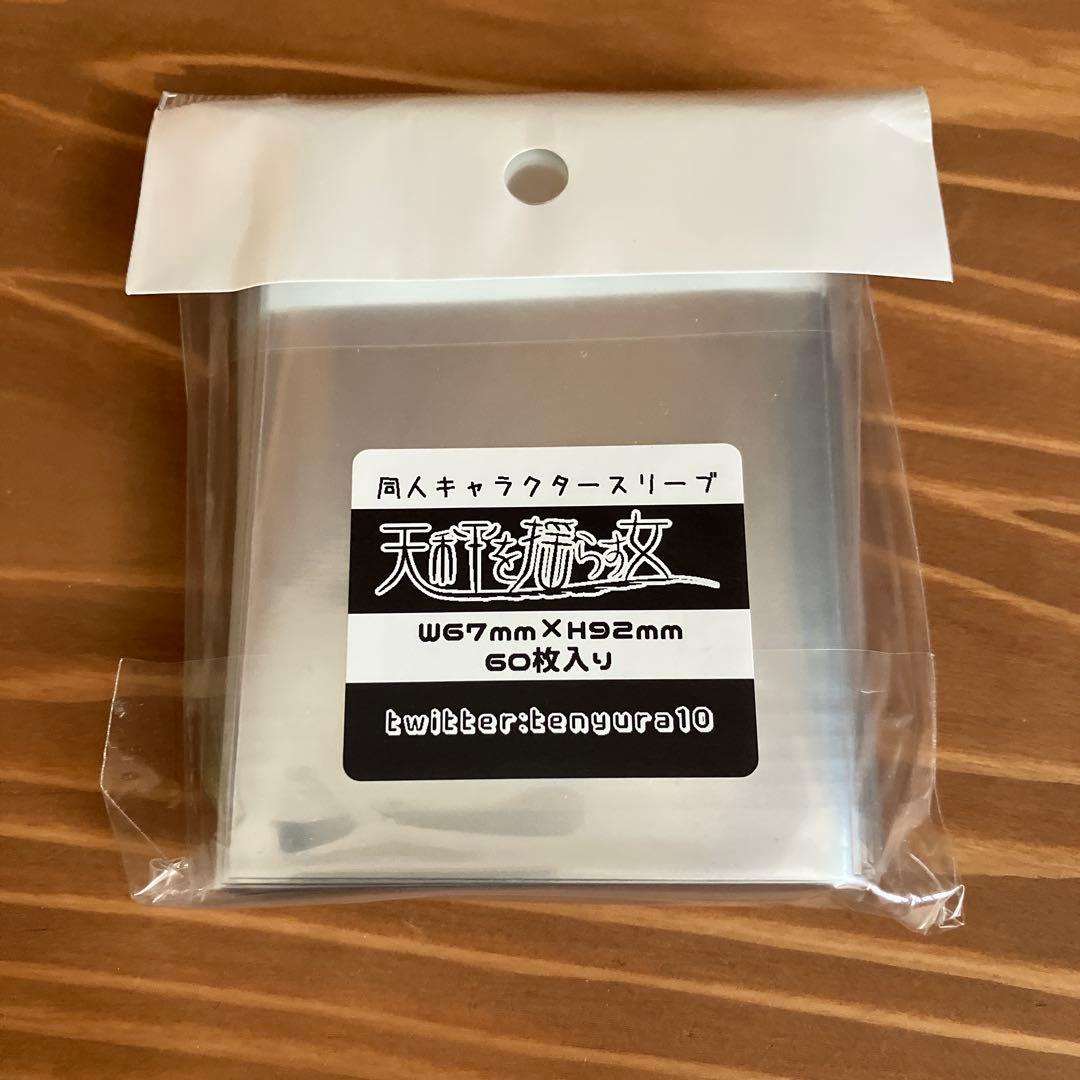 同人キャラクタースリーブ
天秤を揺らす女
W67mm×H92mm
60枚入り
twitter:tenyura10